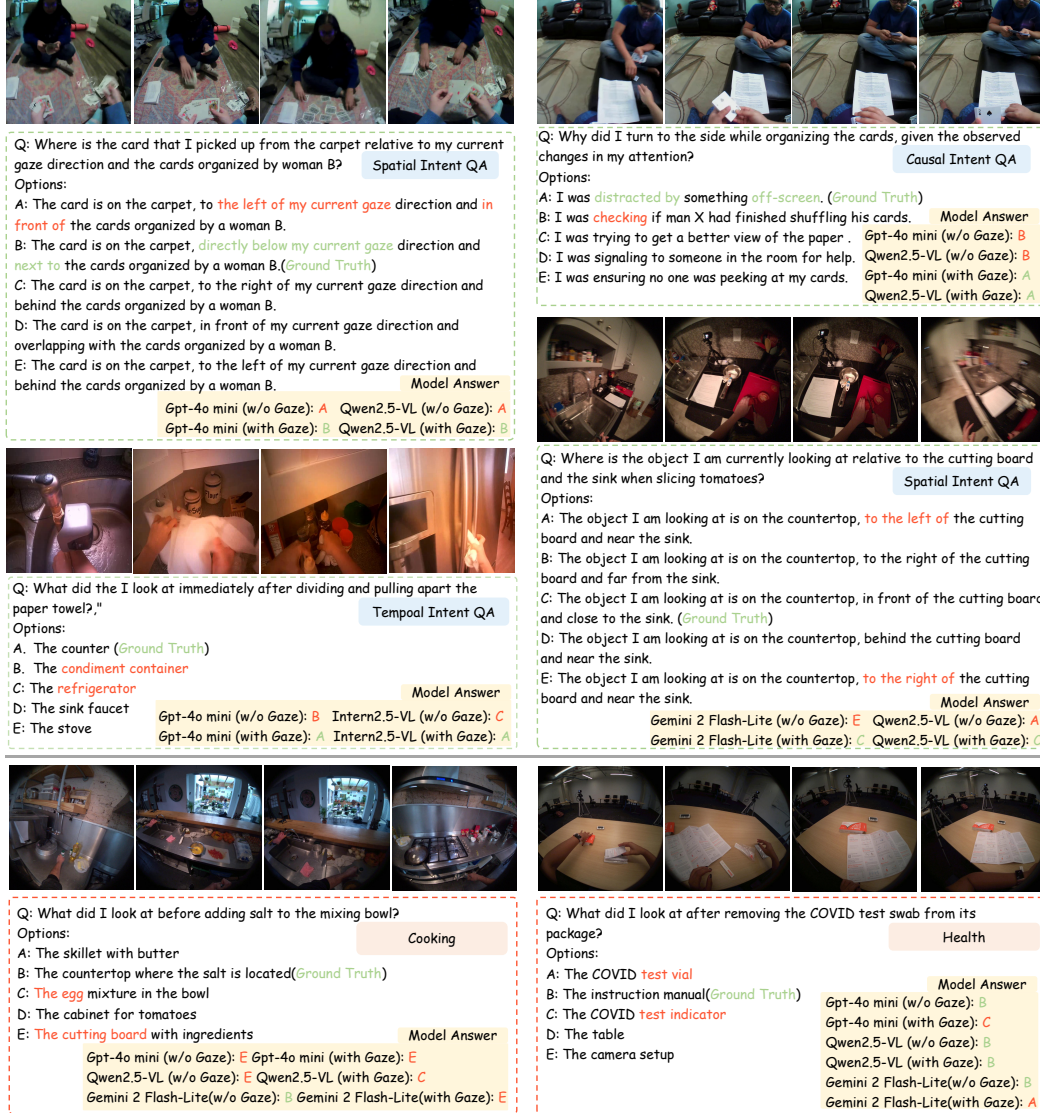 Q: Where is the card that I picked up from the carpet relative to my current
gaze direction and the cards organized by woman B?
Spatial Intent QA
Options:
A: The card is on the carpet, to the left of my current gaze direction and in
front of the cards organized by a woman B.
B: The card is on the carpet, directly below my current gaze direction and
next to the cards organized by a woman B.(Ground Truth)
C: The card is on the carpet, to the right of my current gaze direction and
behind the cards organized by a woman B.
D: The card is on the carpet, in front of my current gaze direction and
overlapping with the cards organized by a woman B.
E: The card is on the carpet, to the left of my current gaze direction and
behind the cards organized by a woman B.
Model Answer
Gpt-4o mini (w/o Gaze): A Qwen2.5-VL (w/o Gaze): A
Gpt-4o mini (with Gaze): B Qwen2.5-VL (with Gaze): B
Q: Why did I turn to the side while organizing the cards, given the observed
changes in my attention?
Causal Intent QA
Options:
A: I was distracted by something off-screen. (Ground Truth)
B: I was checking if man X had finished shuffling his cards.
C: I was trying to get a better view of the paper .
D: I was signaling to someone in the room for help.
E: I was ensuring no one was peeking at my cards.
Model Answer
Gpt-4o mini (w/o Gaze): B
Qwen2.5-VL (w/o Gaze): B
Gpt-4o mini (with Gaze): A
Qwen2.5-VL (with Gaze): A
Q: What did the I look at immediately after dividing and pulling apart the
paper towel?,"
Tempoal Intent QA
Options:
A. The counter (Ground Truth)
B. The condiment container
C: The refrigerator
D: The sink faucet
E: The stove
Model Answer
Gpt-4o mini (w/o Gaze): B Intern2.5-VL (w/o Gaze): C
Gpt-4o mini (with Gaze): A Intern2.5-VL (with Gaze): A
Q: Where is the object I am currently looking at relative to the cutting board
and the sink when slicing tomatoes?
Spatial Intent QA
Options:
A: The object I am looking at is on the countertop, to the left of the cutting
board and near the sink.
B: The object I am looking at is on the countertop, to the right of the cutting
board and far from the sink.
C: The object I am looking at is on the countertop, in front of the cutting board
and close to the sink. (Ground Truth)
D: The object I am looking at is on the countertop, behind the cutting board
and near the sink.
E: The object I am looking at is on the countertop, to the right of the cutting
board and near the sink.
Model Answer
Gemini 2 Flash-Lite (w/o Gaze): E Qwen2.5-VL (w/o Gaze): A
Gemini 2 Flash-Lite (with Gaze): C Qwen2.5-VL (with Gaze): C
Q: What did I look at before adding salt to the mixing bowl?
Options:
Cooking
A: The skillet with butter
B: The countertop where the salt is located(Ground Truth)
C: The egg mixture in the bowl
D: The cabinet for tomatoes
E: The cutting board with ingredients
Model Answer
Gpt-4o mini (w/o Gaze): E Gpt-4o mini (with Gaze): E
Qwen2.5-VL (w/o Gaze): E Qwen2.5-VL (with Gaze): C
Gemini 2 Flash-Lite(w/o Gaze): B Gemini 2 Flash-Lite(with Gaze): E
Q: What did I look at after removing the COVID test swab from its
package?
Health
Options:
A: The COVID test vial
B: The instruction manual(Ground Truth)
C: The COVID test indicator
D: The table
E: The camera setup
Model Answer
Gpt-4o mini (w/o Gaze): B
Gpt-4o mini (with Gaze): C
Qwen2.5-VL (w/o Gaze): B
Qwen2.5-VL (with Gaze): B
Gemini 2 Flash-Lite(w/o Gaze): B
Gemini 2 Flash-Lite(with Gaze): A